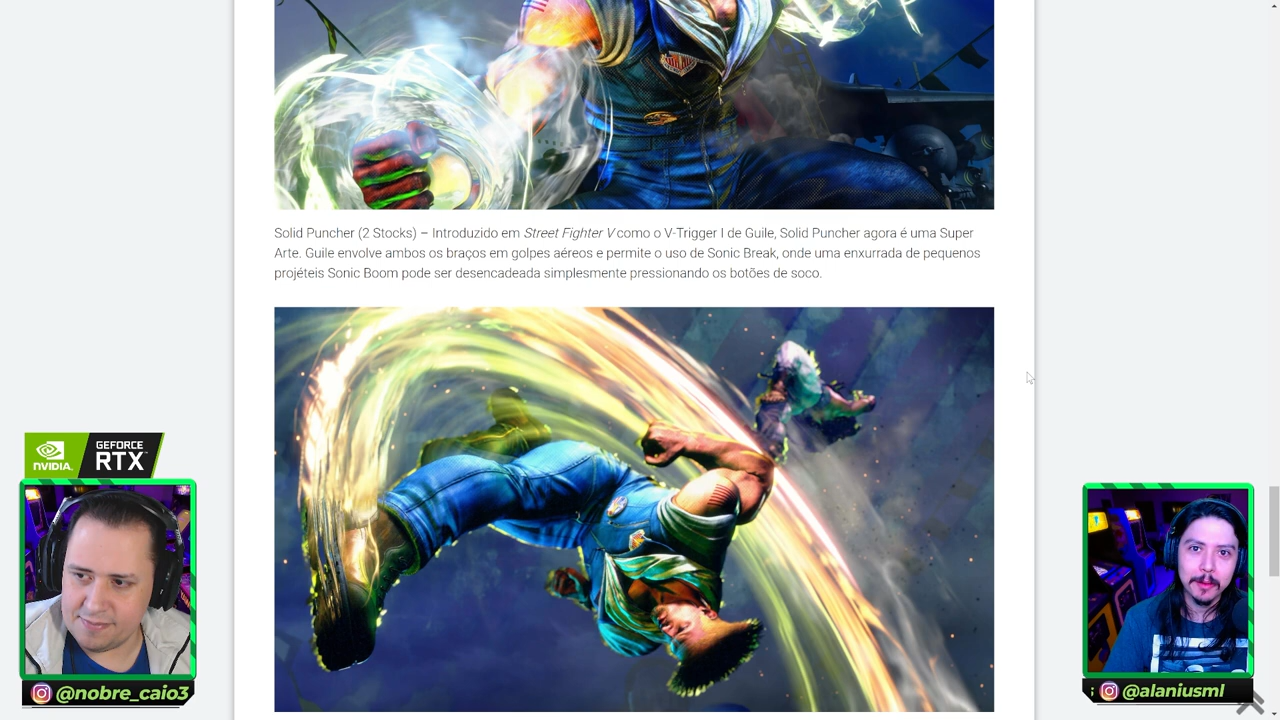 Solid Puncher (2 Stocks) – Introduzido em Street Fighter V como o V-Trigger I de Guile, Solid Puncher agora é uma Super
Arte. Guile envolve ambos os braços em golpes aéreos e permite o uso de Sonic Break, onde uma enxurrada de pequenos
projéteis Sonic Boom pode ser desencadeada simplesmente pressionando os botões de soco.
NVIDIA.
GEFORCE
RTX
@nobre_caio3
@alaniusml